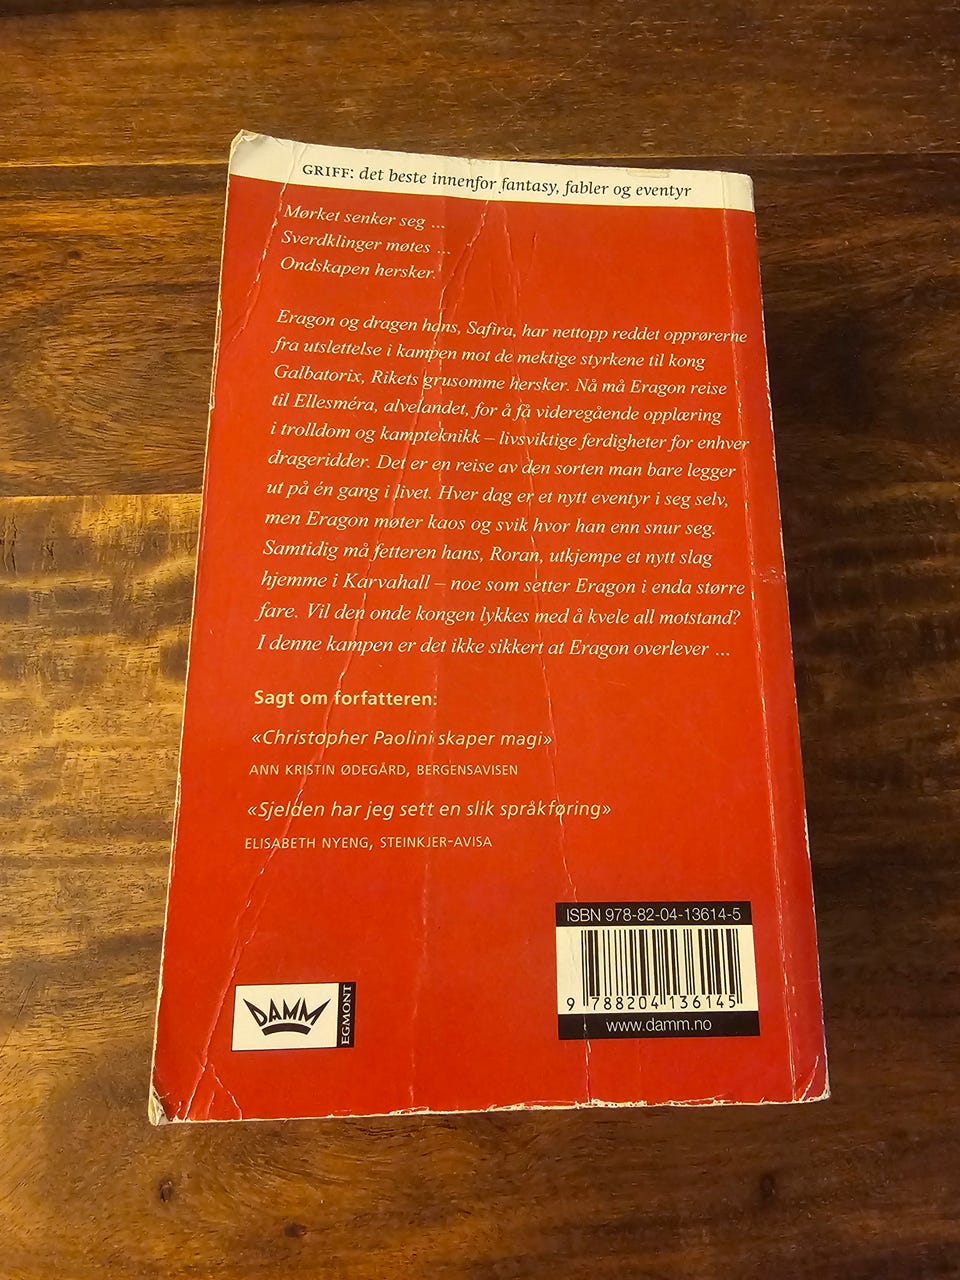 GRIFF: det beste innenfor fantasy, fabler og eventyr
Mørket senker seg ...
Sverdklinger møtes ...
Ondskapen hersker.
Eragon og dragen hans, Safira, har nettopp reddet opprørerne
fra utslettelse i kampen mot de mektige styrkene til kong
Galbatorix, Rikets grusomme hersker. Nå må Eragon reise
til Ellesméra, alvelandet, for å få videregående opplæring
i trolldom og kampteknikk – livsviktige ferdigheter for enhver
drageridder. Det er en reise av den sorten man bare legger
ut på én gang i livet. Hver dag er et nytt eventyr i seg selv,
men Eragon møter kaos og svik hvor han enn snur seg.
Samtidig må fetteren hans, Roran, utkjempe et nytt slag
hjemme i Karvahall – noe som setter Eragon i enda større
fare. Vil den onde kongen lykkes med å kvele all motstand?
I denne kampen er det ikke sikkert at Eragon overlever ...
Sagt om forfatteren:
«Christopher Paolini skaper magi»
ANN KRISTIN ØDEGÅRD, BERGENSAVISEN
«Sjelden har jeg sett en slik språkføring»
ELISABETH NYENG, STEINKJER-AVISA
ISBN 978-82-04-13614-5
9 788204 136145
www.damm.no
DAMM
EGMONT